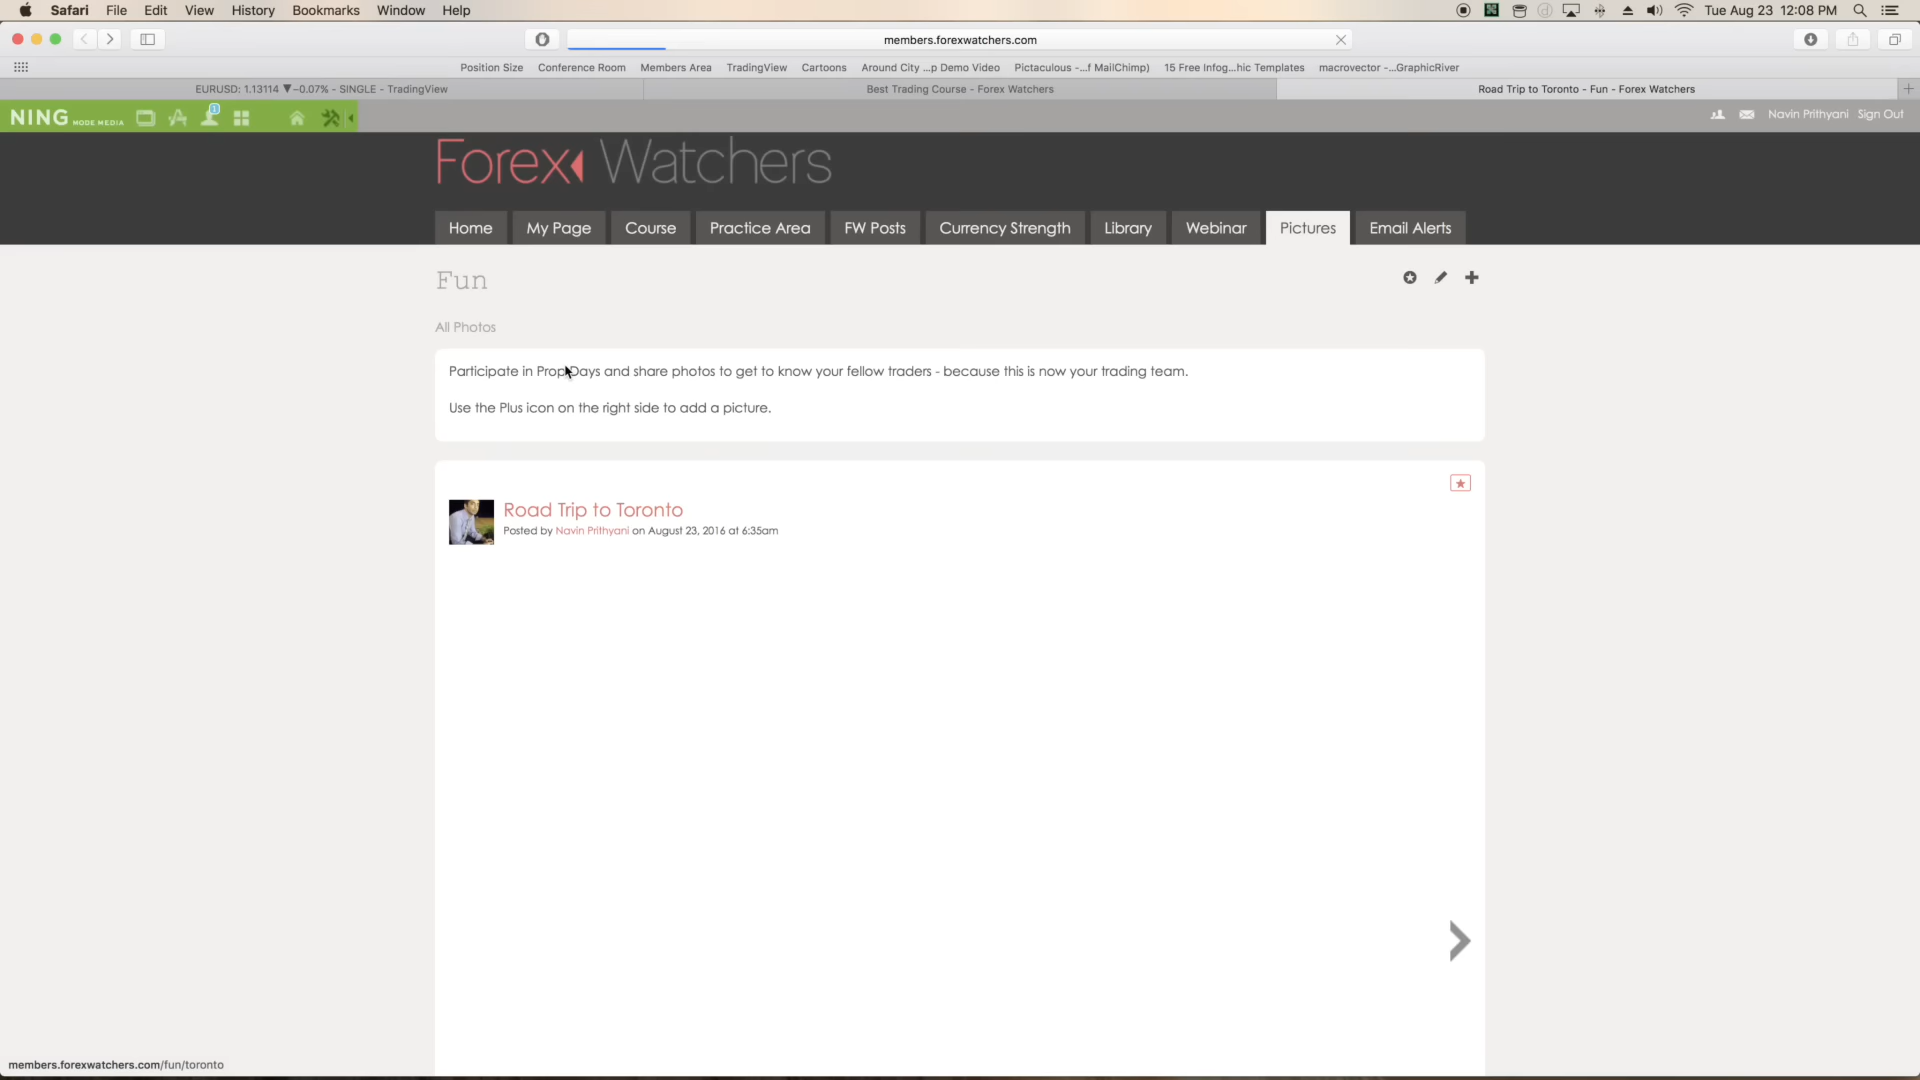 Safari File Edit View History Bookmarks Window Help
Tue Aug 23 12:08 PM
members.forexwatchers.com
Position Size Conference Room Members Area TradingView Cartoons Around City ...p Demo Video Pictaculous -...f MailChimp) 15 Free Infog...hic Templates macrovector -...GraphicRiver
EURUSD: 1.13114 ▼−0.07% - SINGLE - TradingView
Best Trading Course - Forex Watchers
Road Trip to Toronto - Fun - Forex Watchers
NING MODE MEDIA
1
Navin Prithyani Sign Out
Forex Watchers
Home My Page Course Practice Area FW Posts Currency Strength Library Webinar Pictures Email Alerts
Fun
All Photos
Participate in Prop Days and share photos to get to know your fellow traders - because this is now your trading team.
Use the Plus icon on the right side to add a picture.
Road Trip to Toronto
Posted by Navin Prithyani on August 23, 2016 at 6:35am
members.forexwatchers.com/fun/toronto